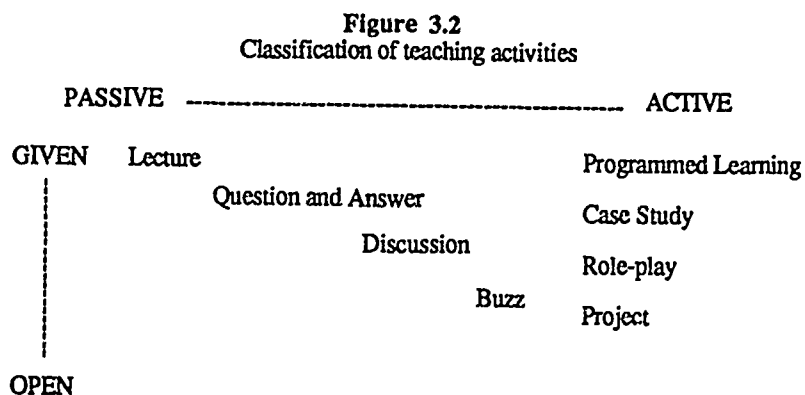 Figure 3.2
Classification of teaching activities
PASSIVE ACTIVE
GIVEN Lecture Programmed Learning
Question and Answer
Case Study
Discussion
Role-play
Buzz
Project
OPEN